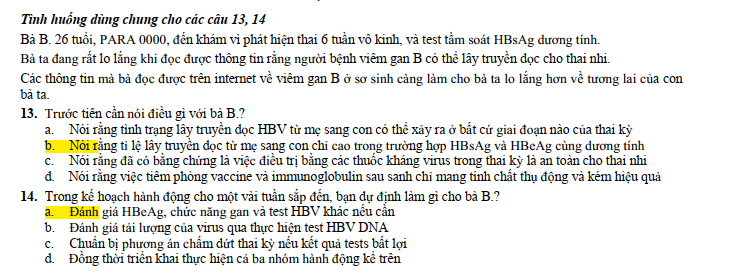 Tình huống dùng chung cho các câu 13, 14
Bà B. 26 tuổi, PARA 0000, đến khám vì phát hiện thai 6 tuần vô kinh, và test tầm soát HBsAg dương tính.
Bà ta đang rất lo lắng khi đọc được thông tin rằng người bệnh viêm gan B có thể lây truyền dọc cho thai nhi.
Các thông tin mà bà đọc được trên internet về viêm gan B ở sơ sinh càng làm cho bà ta lo lắng hơn về tương lai của con
bà ta.
13. Trước tiên cần nói điều gì với bà B.?
a. Nói rằng tình trạng lây truyền dọc HBV từ mẹ sang con có thể xảy ra ở bất cứ giai đoạn nào của thai kỳ
b. Nói rằng tỉ lệ lây truyền dọc từ mẹ sang con chỉ cao trong trường hợp HBsAg và HBeAg cùng dương tính
c. Nói rằng đã có bằng chứng là việc điều trị bằng các thuốc kháng virus trong thai kỳ là an toàn cho thai nhi
d. Nói rằng việc tiêm phòng vaccine và immunoglobulin sau sanh chỉ mang tính chất thụ động và kém hiệu quả
14. Trong kế hoạch hành động cho một vài tuần sắp đến, bạn dự định làm gì cho bà B.?
a. Đánh giá HBeAg, chức năng gan và test HBV khác nếu cần
b. Đánh giá tải lượng của virus qua thực hiện test HBV DNA
c. Chuẩn bị phương án chấm dứt thai kỳ nếu kết quả tests bất lợi
d. Đồng thời triển khai thực hiện cả ba nhóm hành động kể trên